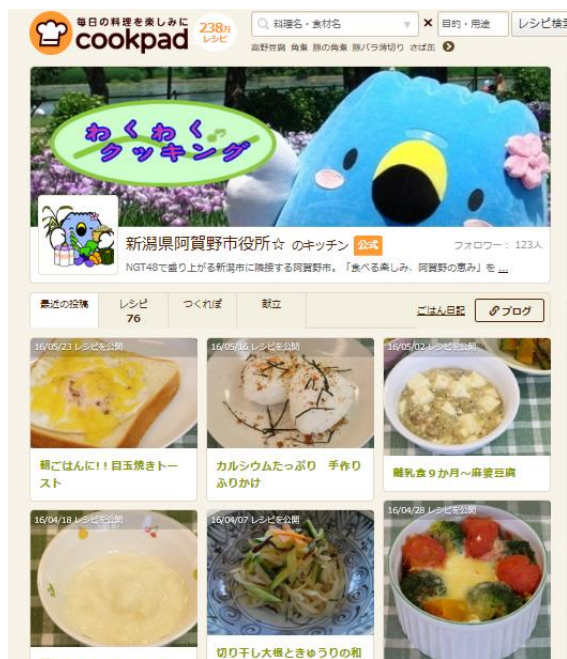 毎日の料理を楽しみに
cookpad
238万
レシピ
料理名・食材名
目的・用途
レシピ検索
高野豆腐 角煮 豚の角煮 豚バラ薄切り さば缶
わくわく
クッキング
新潟県阿賀野市役所☆ のキッチン 公式
フォロワー: 123人
NGT48で盛り上がる新潟市に隣接する阿賀野市。「食べる楽しみ、阿賀野の恵み」を ...
最近の投稿
レシピ
76
つくれぽ
献立
ごはん日記
ブログ
16/05/23 レシピを公開
朝ごはんに!!目玉焼きトー
スト
16/05/16 レシピを公開
カルシウムたっぷり 手作り
ふりかけ
16/05/02 レシピを公開
離乳食9か月~麻婆豆腐
16/04/18 レシピを公開
16/04/07 レシピを公開
切り干し大根ときゅうりの和
16/04/28 レシピを公開